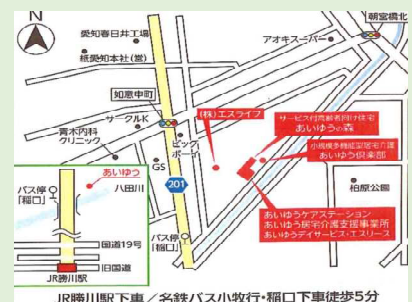 N
愛知春日井工場
紙愛知本社(営)
アオキスーパー
朝宮橋北
如意申町
サークルK
青木内科
クリニック
ビッグ
ボーイ
GS
201
(株)エスライフ
サービス付高齢者向け住宅
あいゆうの森
小規模多機能型居宅介護
あいゆう倶楽部
柏原公園
あいゆうケアステーション
あいゆう居宅介護支援事業所
あいゆうデイサービス・エスリーズ
あいゆう
バス停
「稲口」
八田川
国道19号
旧国道
JR勝川駅
バス停
「稲口下」
JR勝川駅下車/名鉄バス小牧行・稲口下車徒歩5分